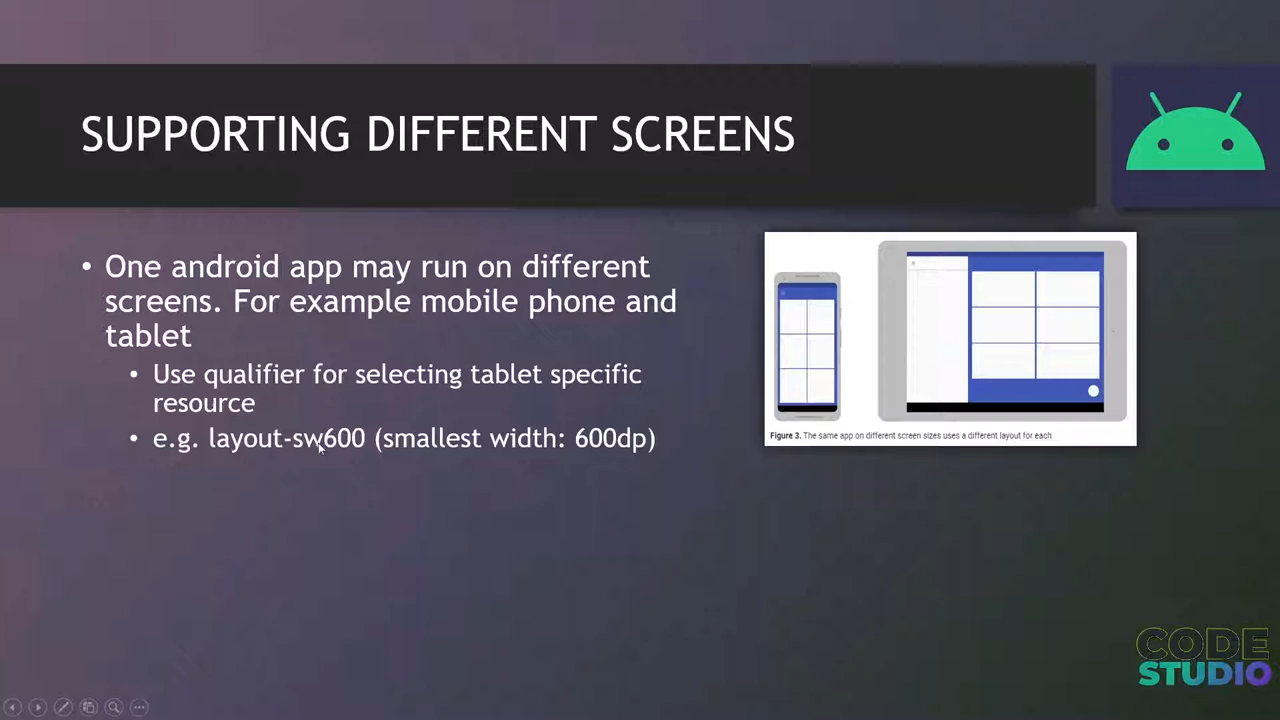 SUPPORTING DIFFERENT SCREENS
• One android app may run on different
screens. For example mobile phone and
tablet
• Use qualifier for selecting tablet specific
resource
• e.g. layout-sw600 (smallest width: 600dp)
Figure 3. The same app on different screen sizes uses a different layout for each
CODE
STUDIO